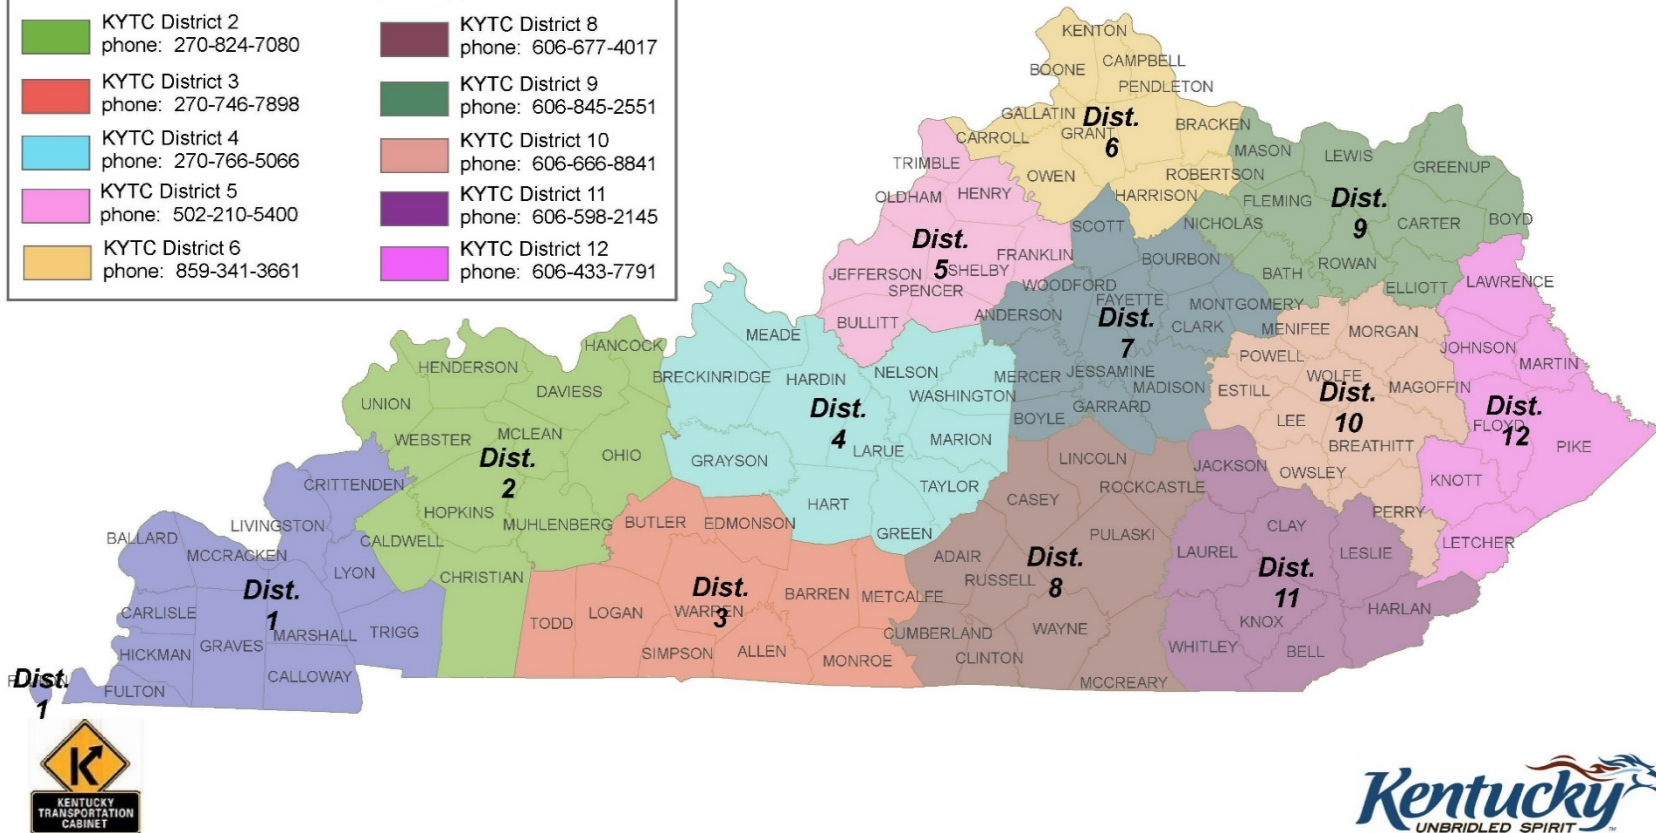 KYTC District 2
phone: 270-824-7080
KYTC District 3
phone: 270-746-7898
KYTC District 4
phone: 270-766-5066
KYTC District 5
phone: 502-210-5400
KYTC District 6
phone: 859-341-3661
KYTC District 8
phone: 606-677-4017
KYTC District 9
phone: 606-845-2551
KYTC District 10
phone: 606-666-8841
KYTC District 11
phone: 606-598-2145
KYTC District 12
phone: 606-433-7791
KENTON
BOONE
CAMPBELL
PENDLETON
GALLATIN
CARROLL
GRANT
BRACKEN
OWEN
ROBERTSON
HARRISON
Dist.
6
TRIMBLE
OLDHAM
HENRY
FRANKLIN
JEFFERSON
SHELBY
SPENCER
BULLITT
Dist.
5
MASON
LEWIS
GREENUP
FLEMING
NICHOLAS
CARTER
BOYD
BATH
ROWAN
ELLIOTT
Dist.
9
SCOTT
BOURBON
WOODFORD
FAYETTE
MONTGOMERY
ANDERSON
CLARK
MERCER
JESSAMINE
MADISON
BOYLE
GARRARD
Dist.
7
MENIFEE
MORGAN
POWELL
WOLFE
ESTILL
MAGOFFIN
LEE
BREATHITT
OWSLEY
PERRY
Dist.
10
LAWRENCE
JOHNSON
MARTIN
FLOYD
PIKE
KNOTT
LETCHER
Dist.
12
MEADE
BRECKINRIDGE
HARDIN
NELSON
WASHINGTON
GRAYSON
LARUE
MARION
HART
TAYLOR
GREEN
Dist.
4
HANCOCK
HENDERSON
DAVIESS
UNION
WEBSTER
MCLEAN
OHIO
HOPKINS
MUHLENBERG
CALDWELL
CHRISTIAN
Dist.
2
CRITTENDEN
LIVINGSTON
BALLARD
MCCRACKEN
LYON
CARLISLE
GRAVES
MARSHALL
TRIGG
HICKMAN
CALLOWAY
FULTON
Dist.
1
Dist.
1
BUTLER
EDMONSON
TODD
LOGAN
WARREN
BARREN
METCALFE
SIMPSON
ALLEN
MONROE
Dist.
3
LINCOLN
CASEY
ROCKCASTLE
PULASKI
ADAIR
RUSSELL
CUMBERLAND
WAYNE
CLINTON
MCCREARY
Dist.
8
JACKSON
CLAY
LAUREL
LESLIE
HARLAN
KNOX
WHITLEY
BELL
Dist.
11
KENTUCKY
TRANSPORTATION
CABINET
Kentucky
UNBRIDLED SPIRIT